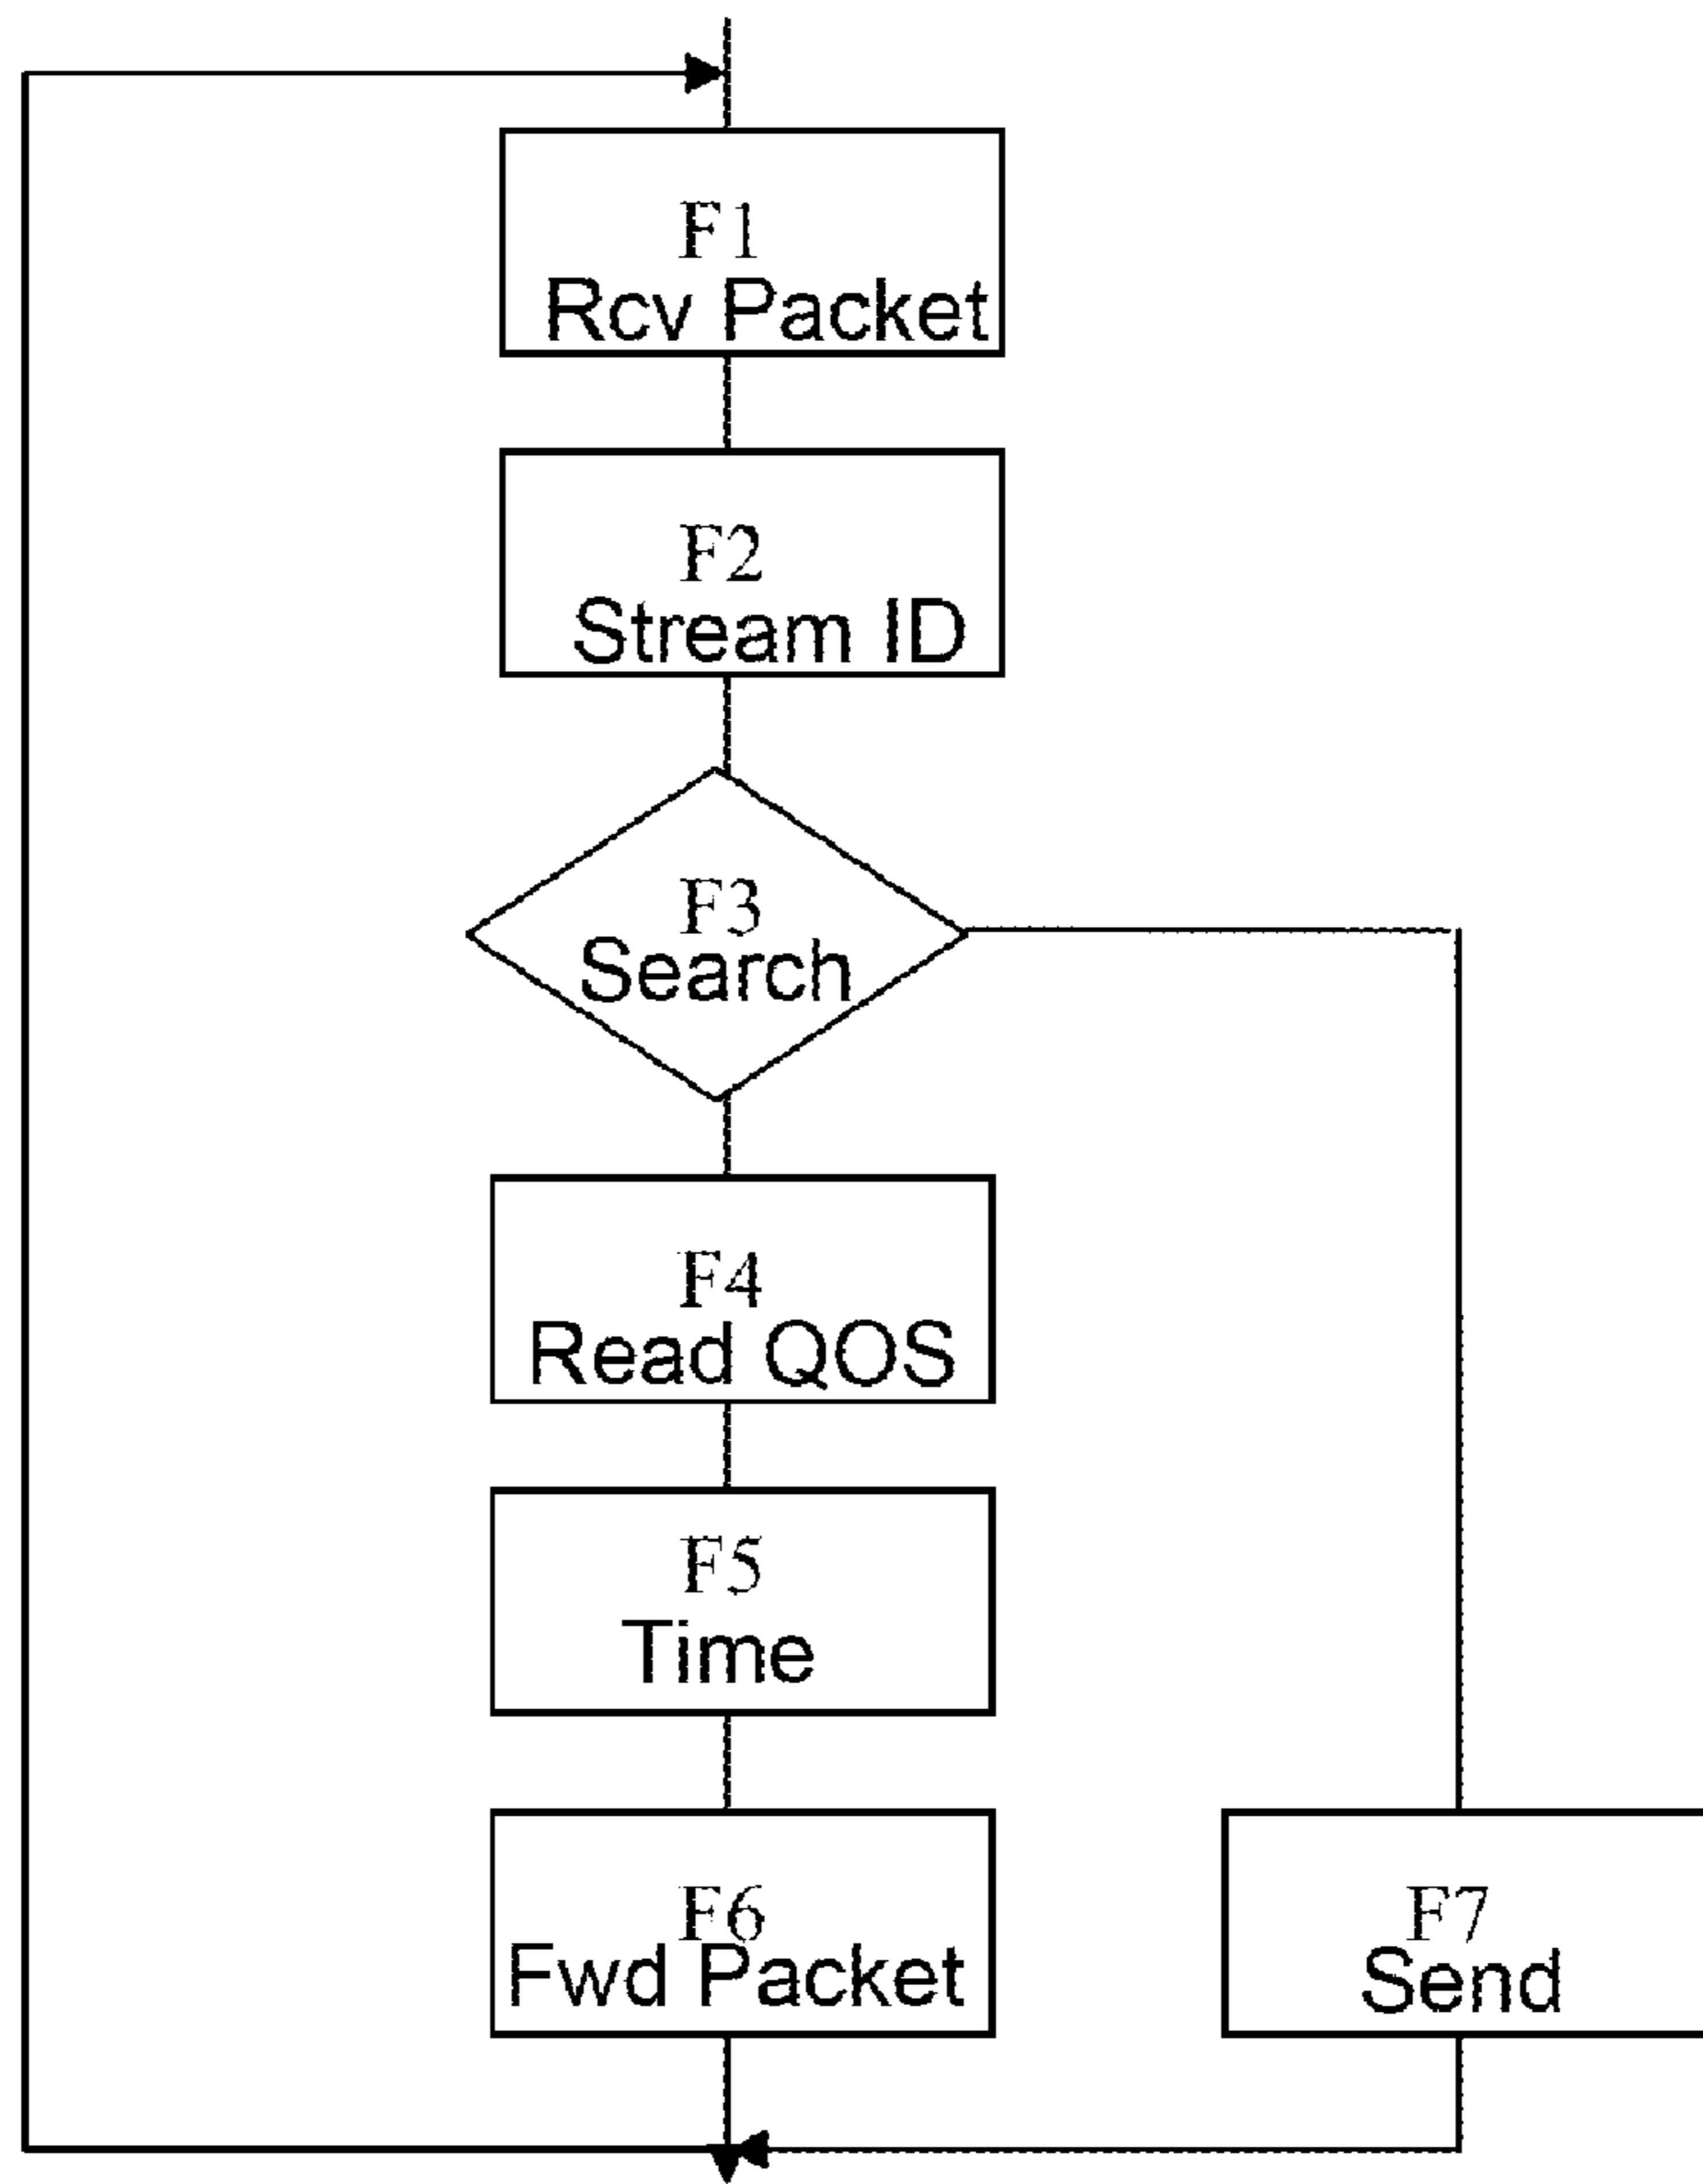 F1
Rcv Packet
F2
Stream ID
F3
Search
F4
Read QOS
F5
Time
F6
Fwd Packet
F7
Send